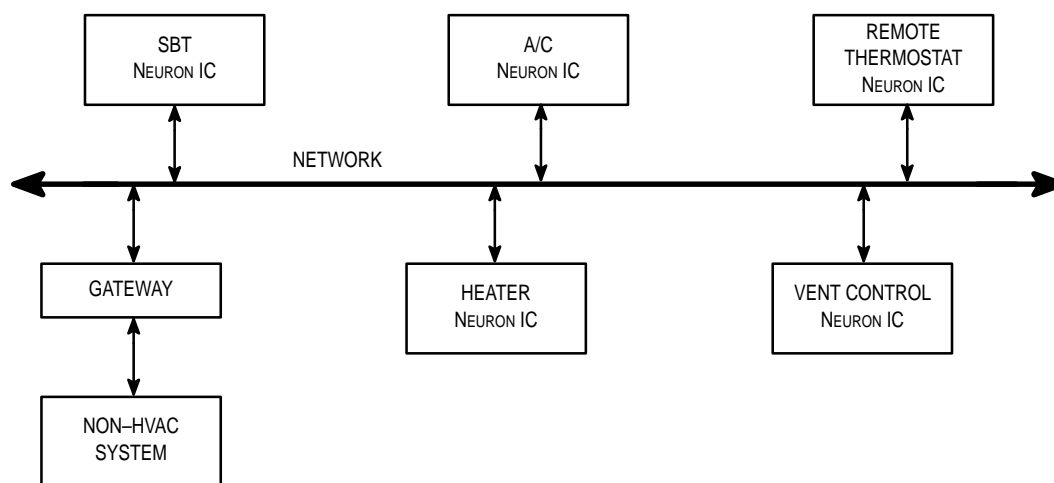 SBT
NEURON IC
A/C
NEURON IC
REMOTE
THERMOSTAT
NEURON IC
NETWORK
GATEWAY
HEATER
NEURON IC
VENT CONTROL
NEURON IC
NON–HVAC
SYSTEM